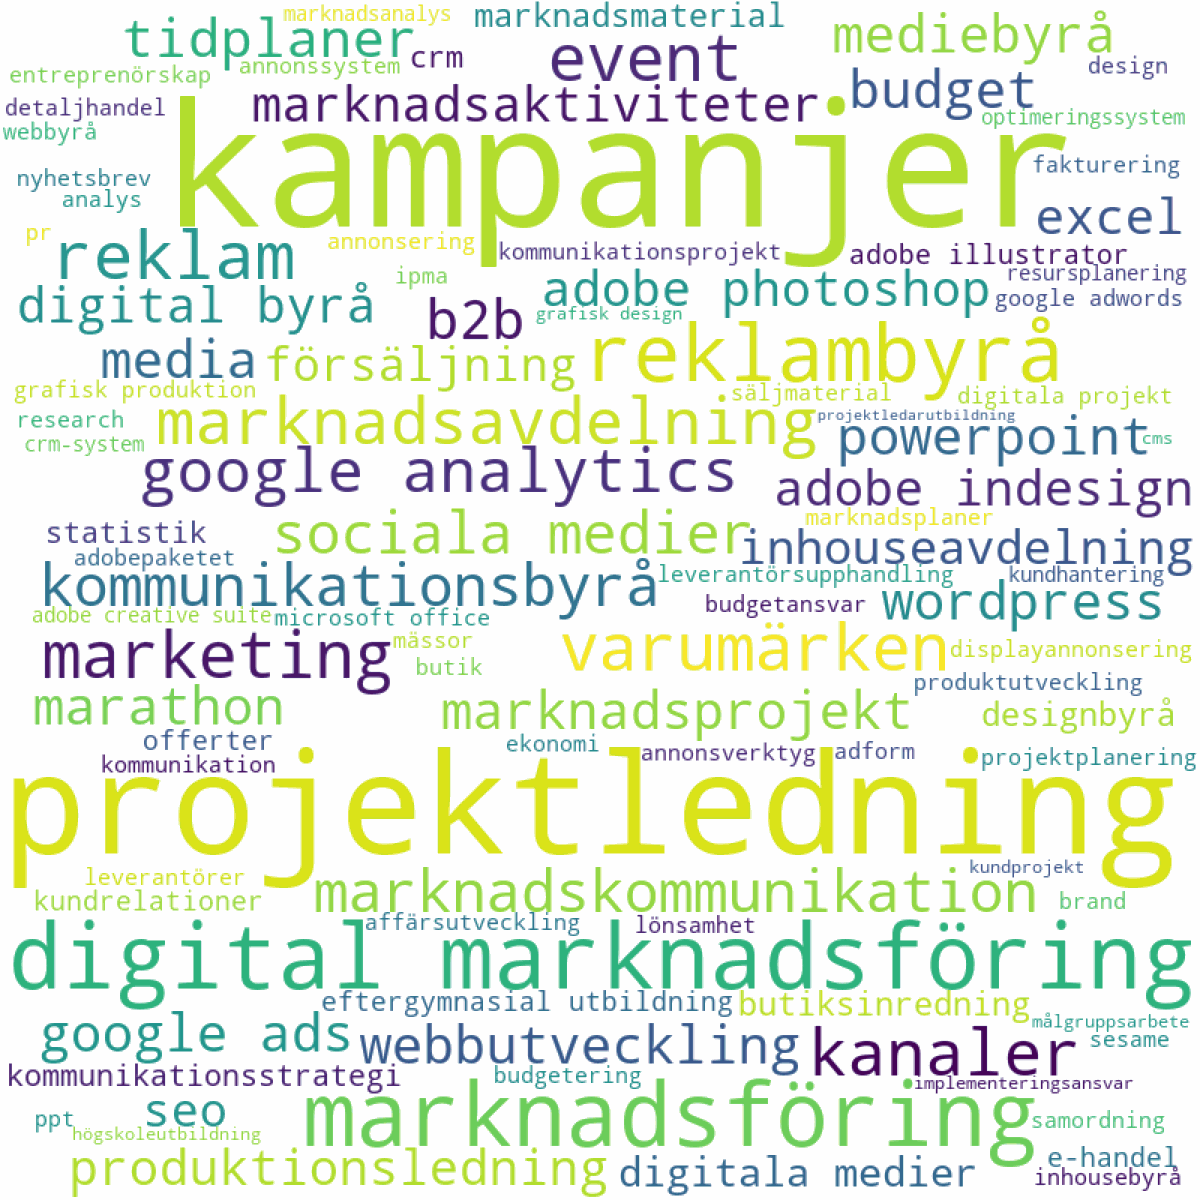 marknadsanalys
marknadsmaterial
tidplaner
crm
event
mediebyrå
entreprenörskap
annonssystem
budget
design
detaljhandel
marknadsaktiviteter
optimeringssystem
webbyrå
kampanjer
fakturering
nyhetsbrev
analys
excel
pr
reklam
annonsering
kommunikationsprojekt
adobe illustrator
ipma
resursplanering
digital byrå
b2b
adobe photoshop
google adwords
grafisk design
media
försäljning
reklambyrå
grafisk produktion
säljmaterial
digitala projekt
research
marknadsavdelning
projektledarutbildning
crm-system
powerpoint
cms
google analytics
adobe indesign
statistik
sociala medier
marknadsplaner
adobepaketet
inhouseavdelning
kommunikationsbyrå
leverantörsupphandling
kundhantering
adobe creative suite
microsoft office
budgetansvar
wordpress
marketing
mässor
varumärken
displayannonsering
butik
produktutveckling
marathon
marknadsprojekt
designbyrå
offerter
ekonomi
annonsverktyg
adform
projektplanering
kommunikation
projektledning
leverantörer
kundprojekt
kundrelationer
marknadskommunikation
brand
affärsutveckling
lönsamhet
digital marknadsföring
eftergymnasial utbildning
butiksinredning
google ads
webbutveckling
kanaler
målgruppsarbete
sesame
kommunikationsstrategi
budgetering
implementeringsansvar
ppt
seo
marknadsföring
samordning
högskoleutbildning
produktionsledning
digitala medier
e-handel
inhousebyrå